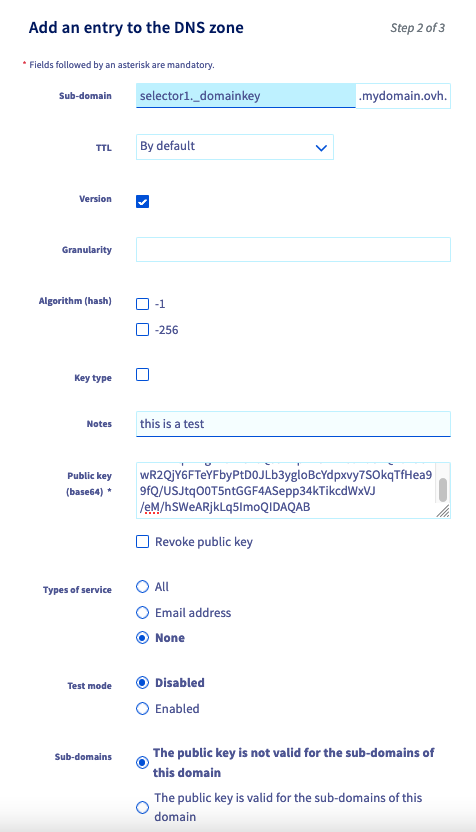 Add an entry to the DNS zone
Step 2 of 3
* Fields followed by an asterisk are mandatory.
Sub-domain
selector1._domainkey
.mydomain.ovh.
TTL
By default
Version
Granularity
Algorithm (hash)
-1
-256
Key type
Notes
this is a test
Public key
(base64) *
wR2QjY6FTeYFbyPtD0JLb3ygloBcYdpxvy7SOkqTfHea9
9fQ/USJtqO0T5ntGGF4ASepp34kTikcdWxVJ
/eM/hSWeARjkLq5ImoQIDAQAB
Revoke public key
Types of service
All
Email address
None
Test mode
Disabled
Enabled
Sub-domains
The public key is not valid for the sub-domains of
this domain
The public key is valid for the sub-domains of this
domain